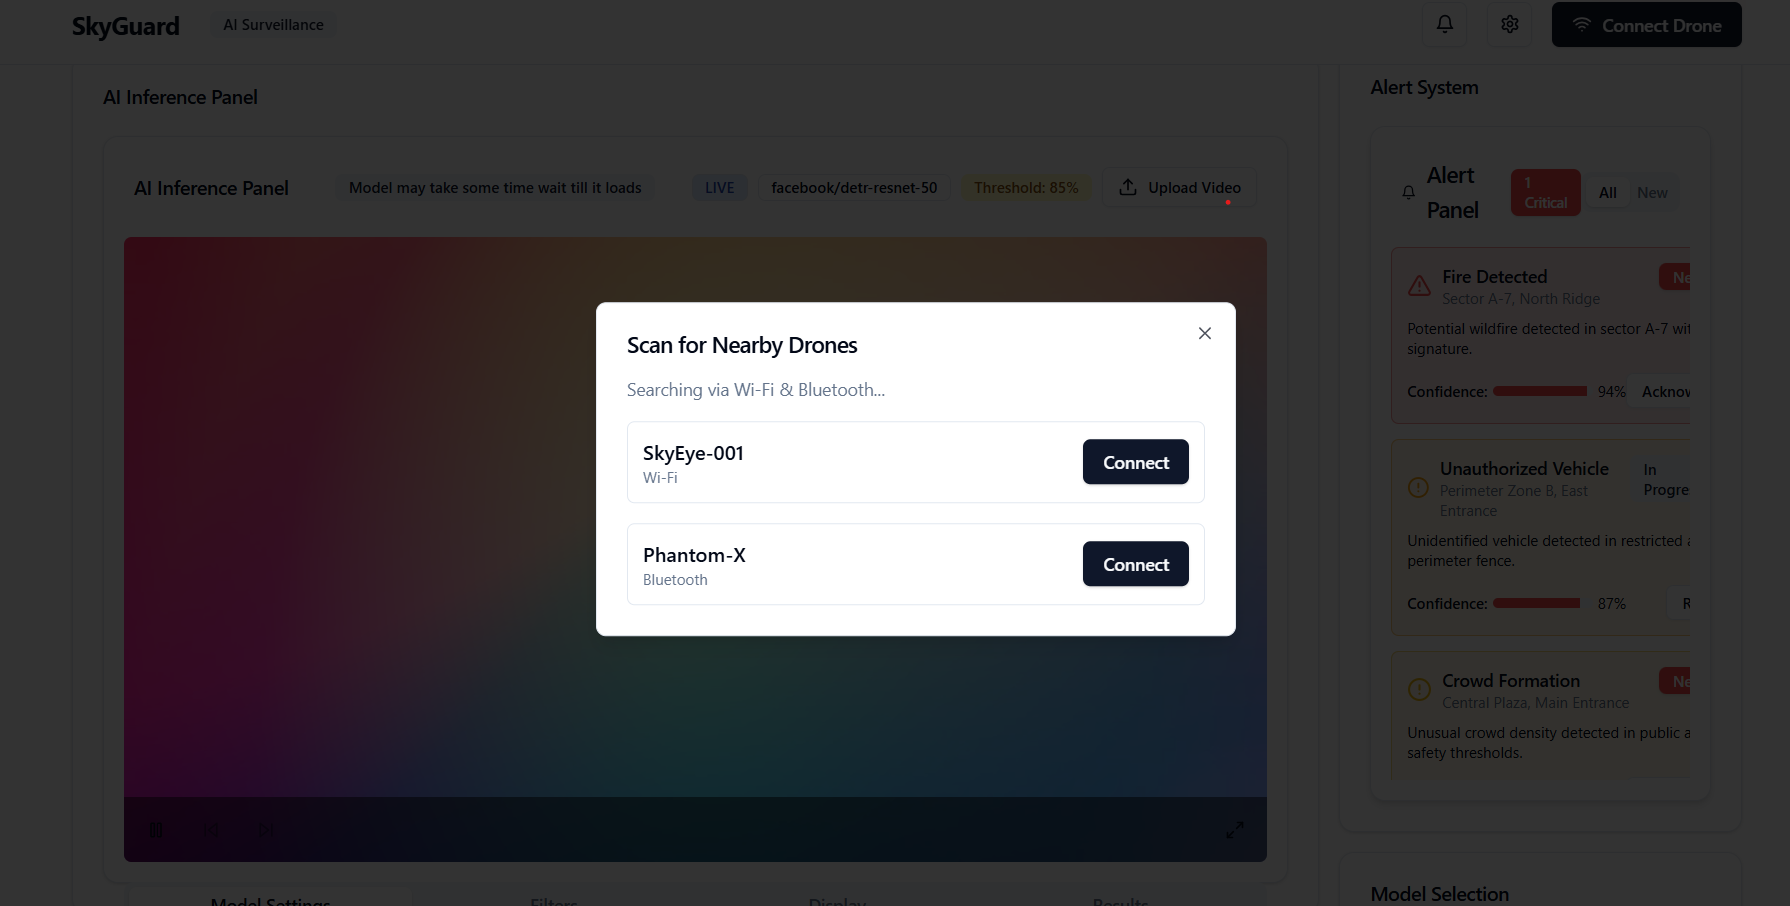 SkyGuard
AI Surveillance
Connect Drone
AI Inference Panel
AI Inference Panel
Model may take some time wait till it loads
LIVE
facebook/detr-resnet-50
Threshold: 85%
Upload Video
Scan for Nearby Drones
Searching via Wi-Fi & Bluetooth...
SkyEye-001
Wi-Fi
Connect
Phantom-X
Bluetooth
Connect
Model Settings
Filters
Display
Results
Alert System
Alert
Panel
1
Critical
All
New
Fire Detected
Ne
Sector A-7, North Ridge
Potential wildfire detected in sector A-7 wit
signature.
Confidence:
94%
Acknow
Unauthorized Vehicle
In
Progre
Perimeter Zone B, East
Entrance
Unidentified vehicle detected in restricted a
perimeter fence.
Confidence:
87%
R
Crowd Formation
Ne
Central Plaza, Main Entrance
Unusual crowd density detected in public a
safety thresholds.
Model Selection